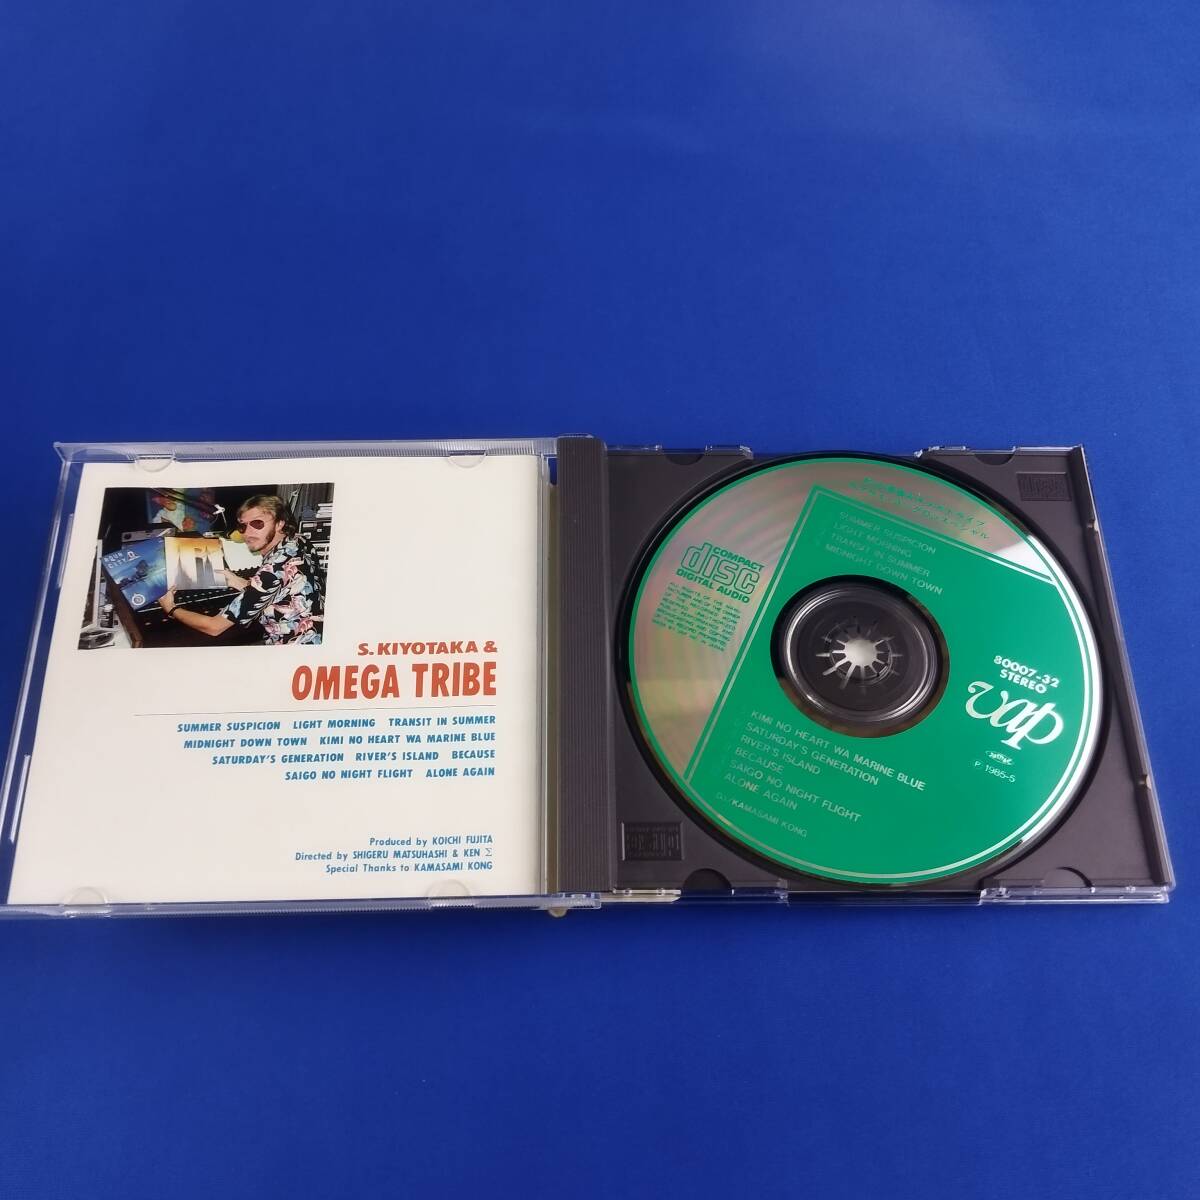 S.KIYOTAKA &
OMEGA TRIBE
SUMMER SUSPICION LIGHT MORNING TRANSIT IN SUMMER
MIDNIGHT DOWN TOWN KIMI NO HEART WA MARINE BLUE
SATURDAY'S GENERATION RIVER'S ISLAND BECAUSE
SAIGO NO NIGHT FLIGHT ALONE AGAIN
Produced by KOICHI FUJITA
Directed by SHIGERU MATSUHASHI & KEN Σ
Special Thanks to KAMASAMI KONG
SUMMER SUSPICION
LIGHT MORNING
TRANSIT IN SUMMER
MIDNIGHT DOWN TOWN
COMPACT
disc
DIGITAL AUDIO
80007-32
STEREO
vap
P 1985-5
KIMI NO HEART WA MARINE BLUE
SATURDAY'S GENERATION
RIVER'S ISLAND
BECAUSE
SAIGO NO NIGHT FLIGHT
ALONE AGAIN
DJ/KAMASAMI KONG